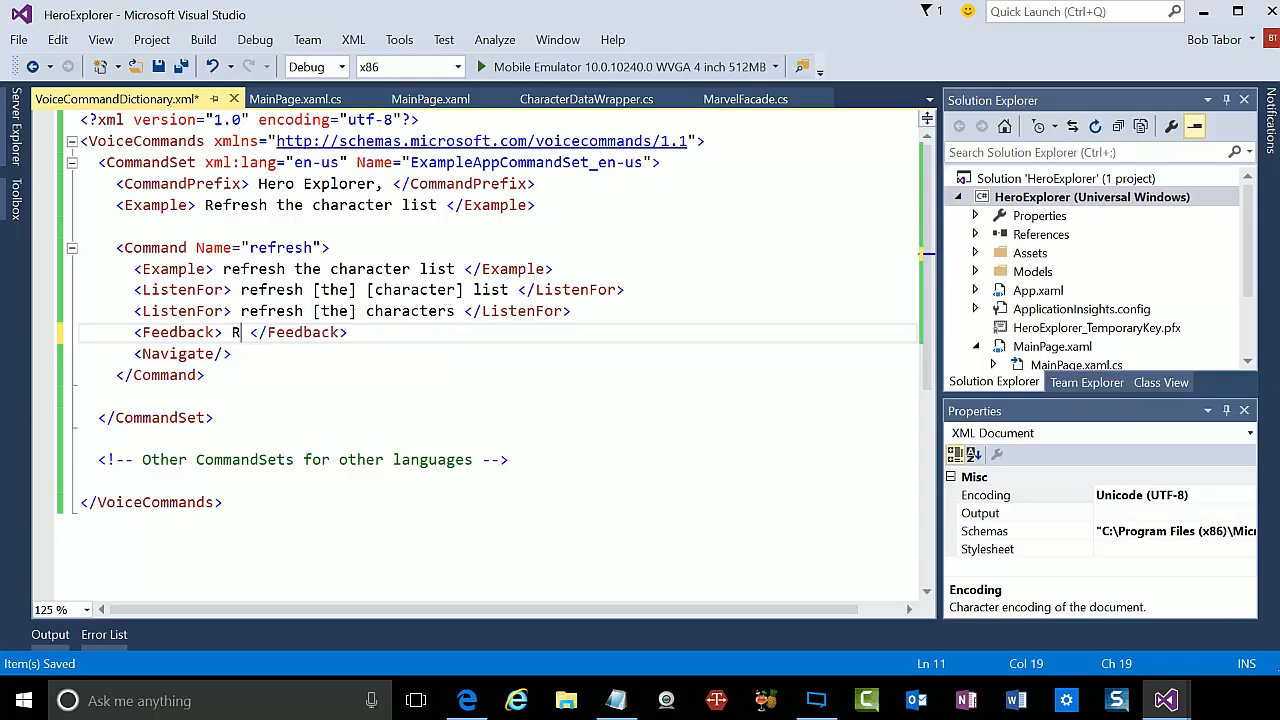 HeroExplorer - Microsoft Visual Studio
1
Quick Launch (Ctrl+Q)
File Edit View Project Build Debug Team XML Tools Test Analyze Window Help
Bob Tabor BT
Debug x86 Mobile Emulator 10.0.10240.0 WVGA 4 inch 512MB
Server Explorer
Toolbox
Notifications
VoiceCommandDictionary.xml* MainPage.xaml.cs MainPage.xaml CharacterDataWrapper.cs MarvelFacade.cs
<?xml version="1.0" encoding="utf-8"?>
<VoiceCommands xmlns="http://schemas.microsoft.com/voicecommands/1.1">
<CommandSet xml:lang="en-us" Name="ExampleAppCommandSet_en-us">
<CommandPrefix> Hero Explorer, </CommandPrefix>
<Example> Refresh the character list </Example>
<Command Name="refresh">
<Example> refresh the character list </Example>
<ListenFor> refresh [the] [character] list </ListenFor>
<ListenFor> refresh [the] characters </ListenFor>
<Feedback> R </Feedback>
<Navigate/>
</Command>
</CommandSet>
<!-- Other CommandSets for other languages -->
</VoiceCommands>
125 %
Output Error List
Solution Explorer
Search Solution Explorer (Ctrl+;)
Solution 'HeroExplorer' (1 project)
HeroExplorer (Universal Windows)
Properties
References
Assets
Models
App.xaml
ApplicationInsights.config
HeroExplorer_TemporaryKey.pfx
MainPage.xaml
MainPage.xaml.cs
Solution Explorer Team Explorer Class View
Properties
XML Document
Misc
Encoding Unicode (UTF-8)
Output
Schemas "C:\Program Files (x86)\Micr
Stylesheet
Encoding
Character encoding of the document.
Item(s) Saved Ln 11 Col 19 Ch 19 INS
Ask me anything